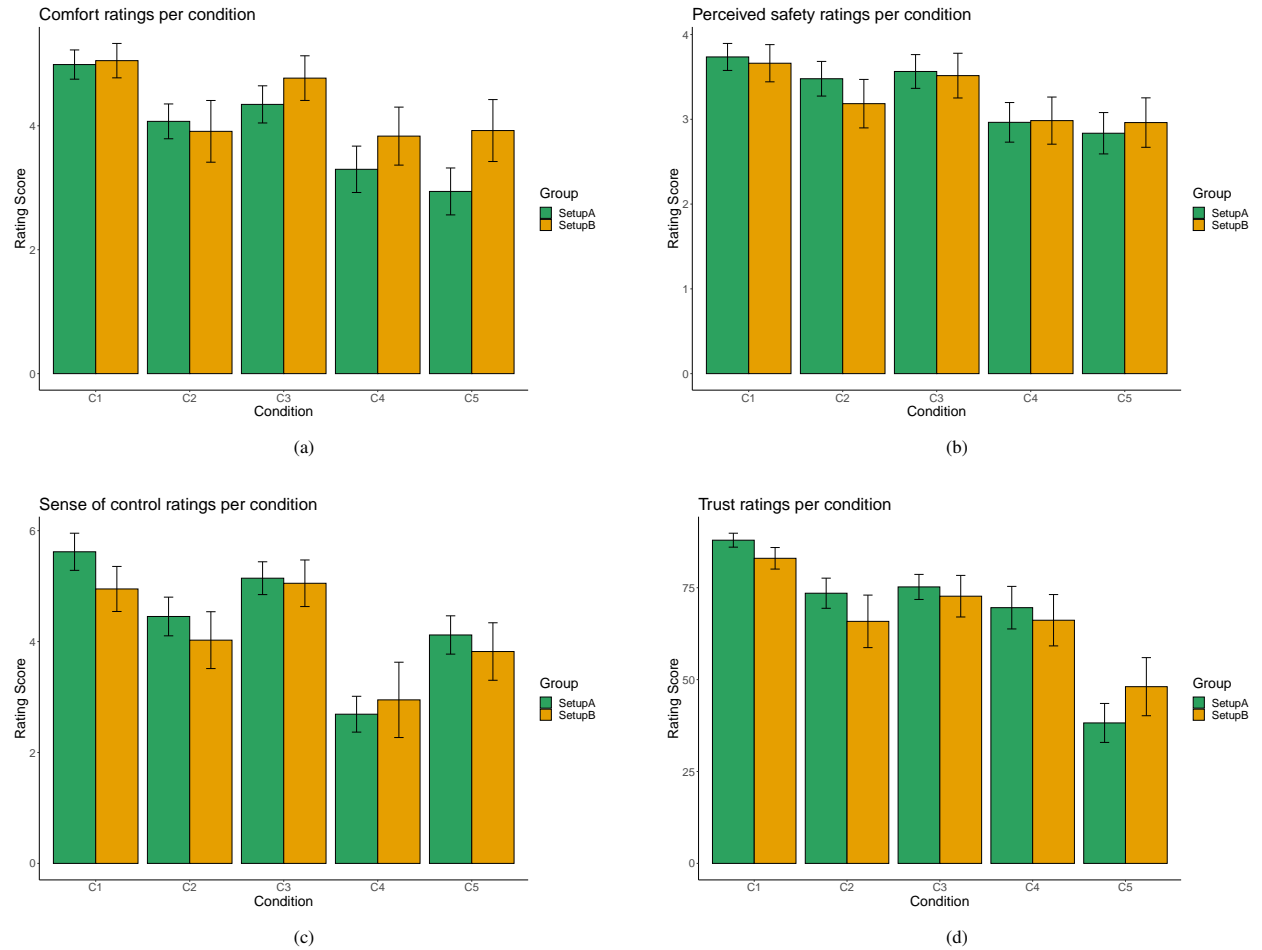 Comfort ratings per condition
Rating Score
4
2
0
C1 C2 C3 C4 C5
Condition
Group
SetupA
SetupB
(a)
Perceived safety ratings per condition
Rating Score
4
3
2
1
0
C1 C2 C3 C4 C5
Condition
Group
SetupA
SetupB
(b)
Sense of control ratings per condition
Rating Score
6
4
2
0
C1 C2 C3 C4 C5
Condition
Group
SetupA
SetupB
(c)
Trust ratings per condition
Rating Score
75
50
25
0
C1 C2 C3 C4 C5
Condition
Group
SetupA
SetupB
(d)